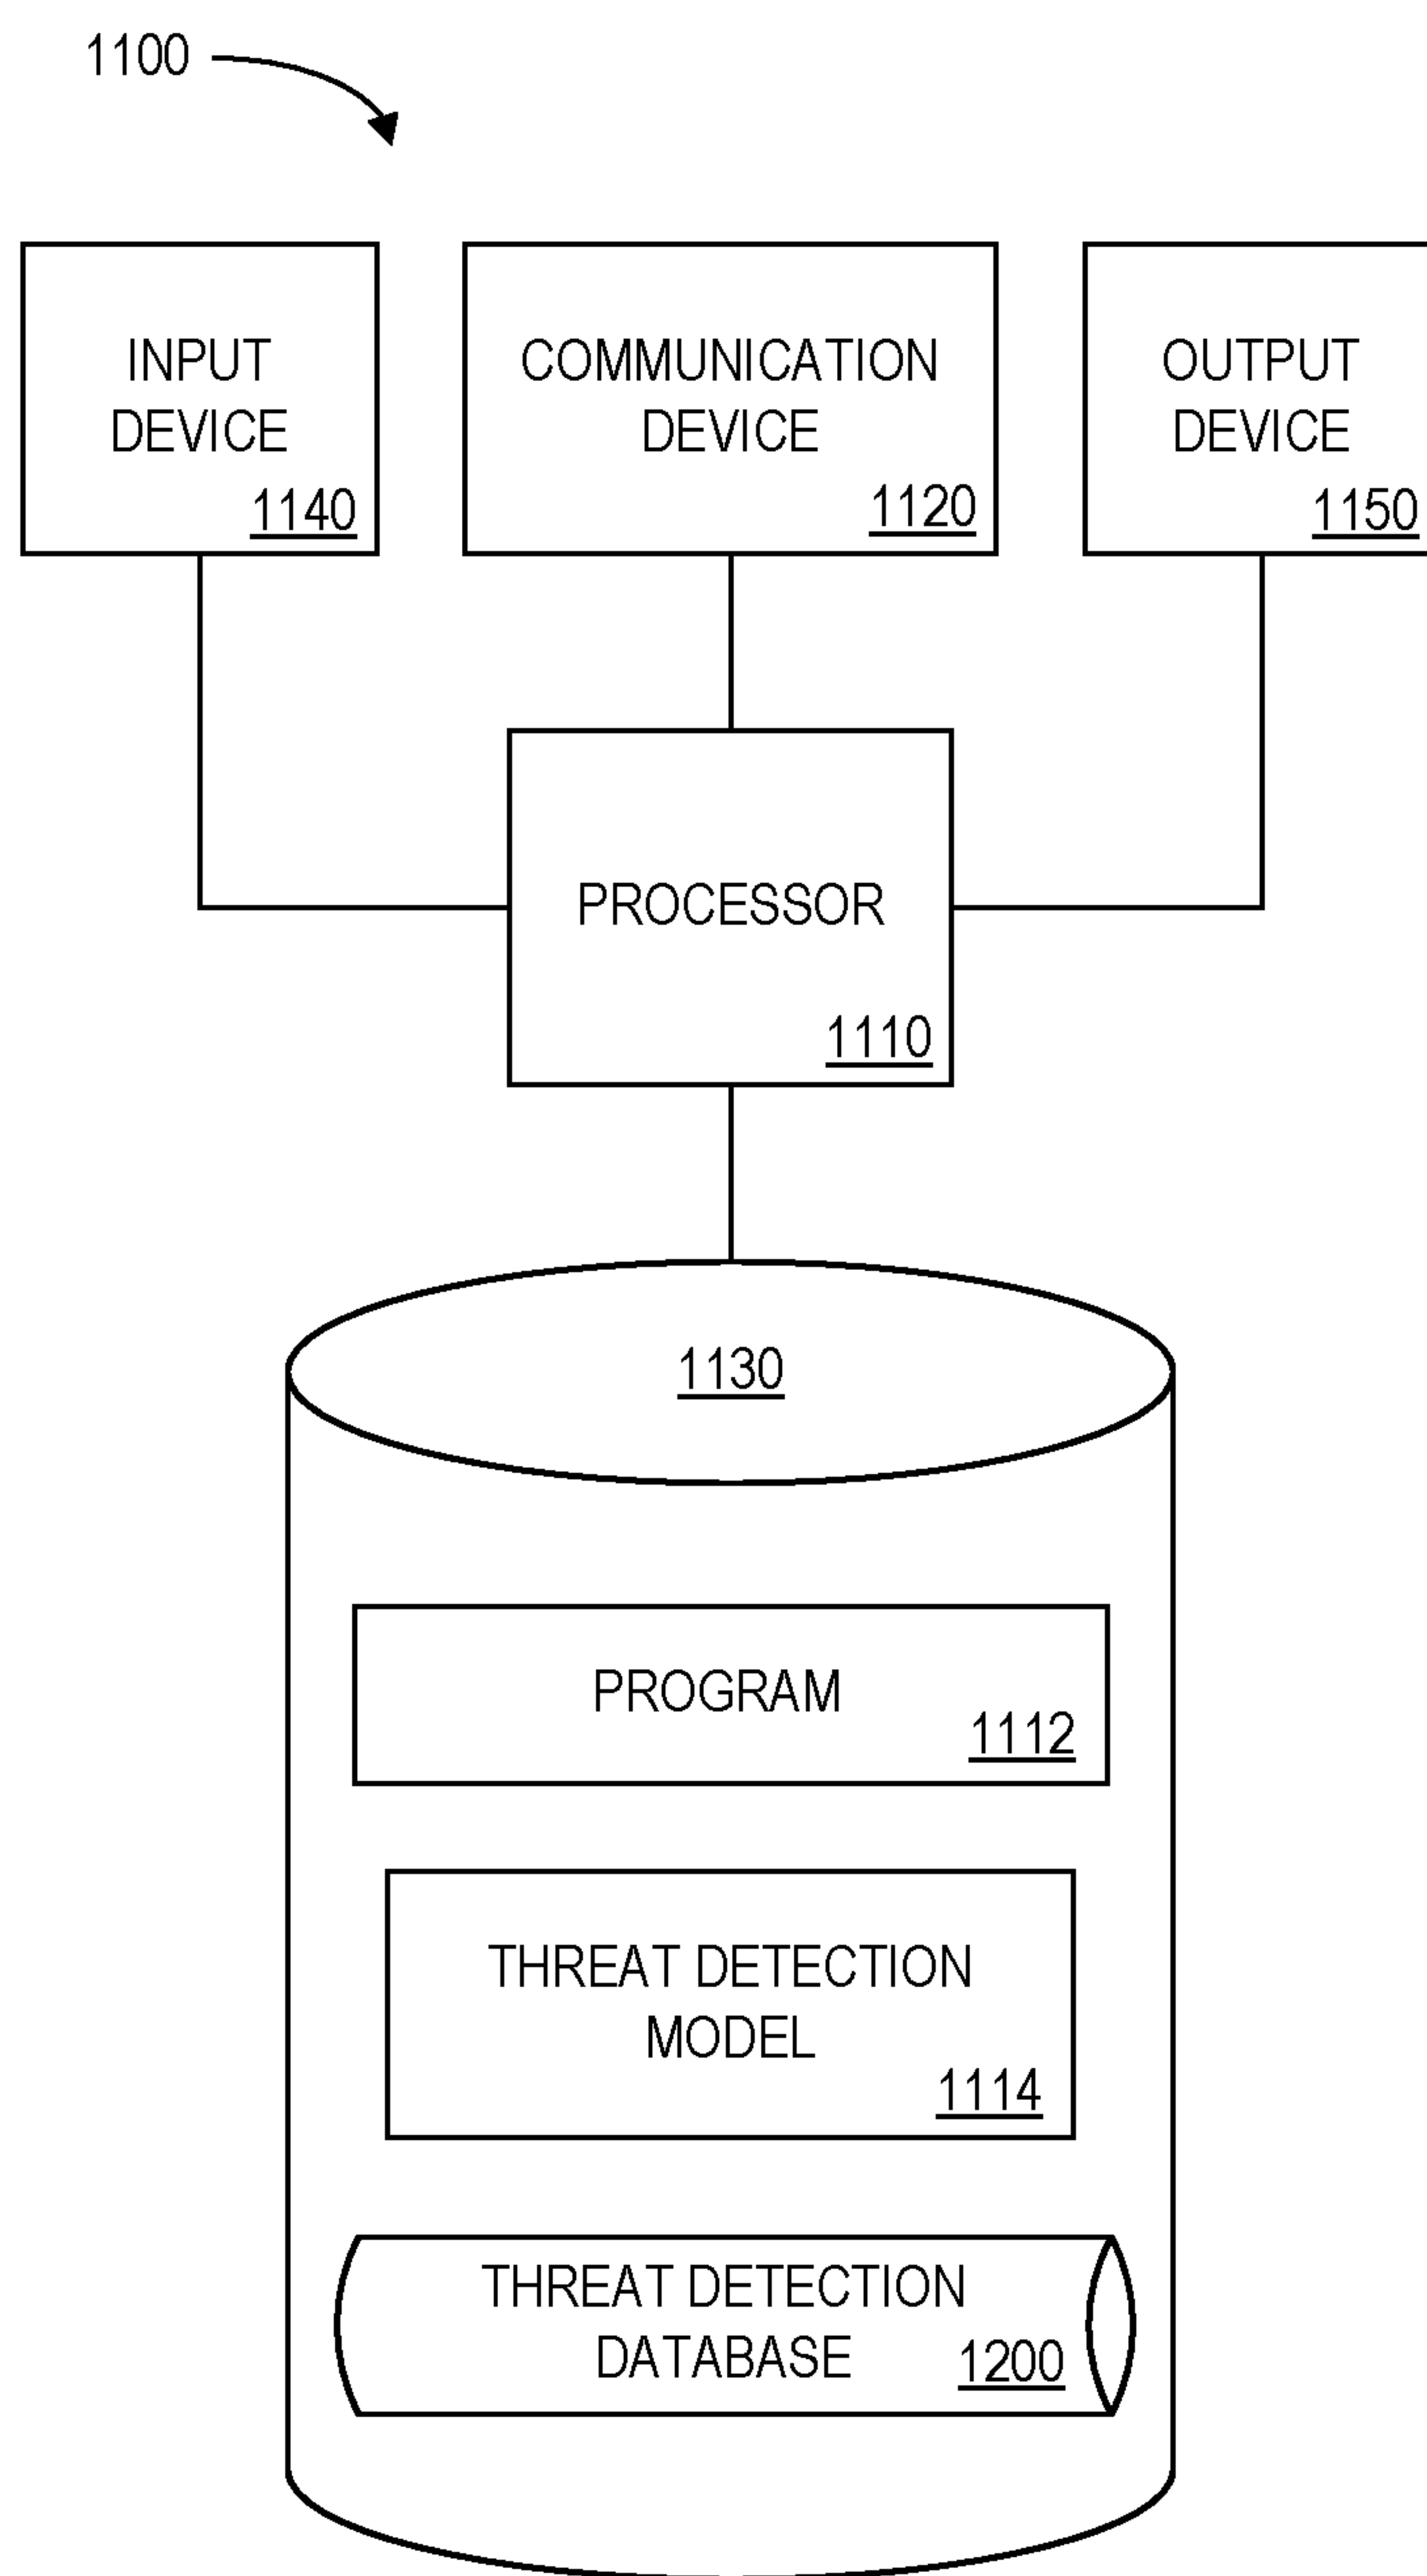 1100
INPUT
DEVICE
1140
COMMUNICATION
DEVICE
1120
OUTPUT
DEVICE
1150
PROCESSOR
1110
1130
PROGRAM
1112
THREAT DETECTION
MODEL
1114
THREAT DETECTION
DATABASE
1200